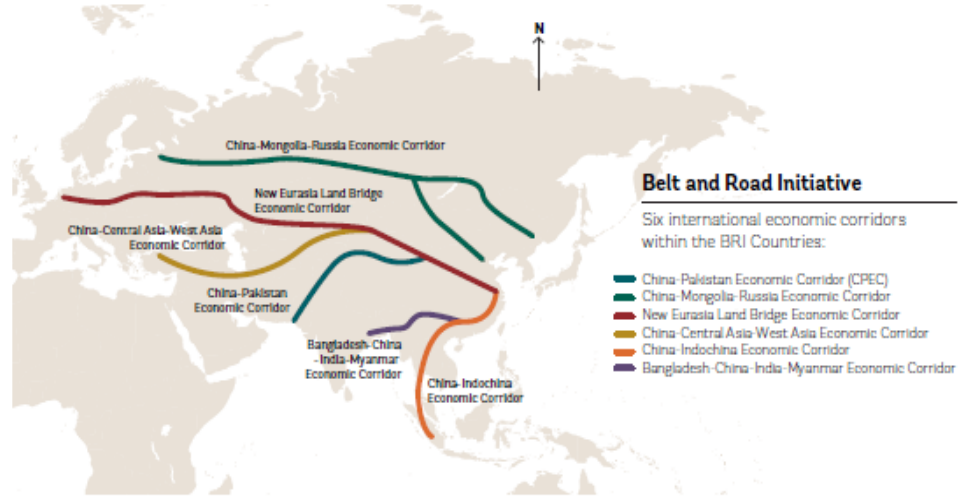 N
China-Mongolia-Russia Economic Corridor
New Eurasia Land Bridge
Economic Corridor
China-Central Asia-West Asia
Economic Corridor
China-Pakistan
Economic Corridor
Bangladesh-China
-India-Myanmar
Economic Corridor
China-Indochina
Economic Corridor
Belt and Road Initiative
Six international economic corridors
within the BRI Countries:
China-Pakistan Economic Corridor (CPEC)
China-Mongolia-Russia Economic Corridor
New Eurasia Land Bridge Economic Corridor
China-Central Asia-West Asia Economic Corridor
China-Indochina Economic Corridor
Bangladesh-China-India-Myanmar Economic Corridor